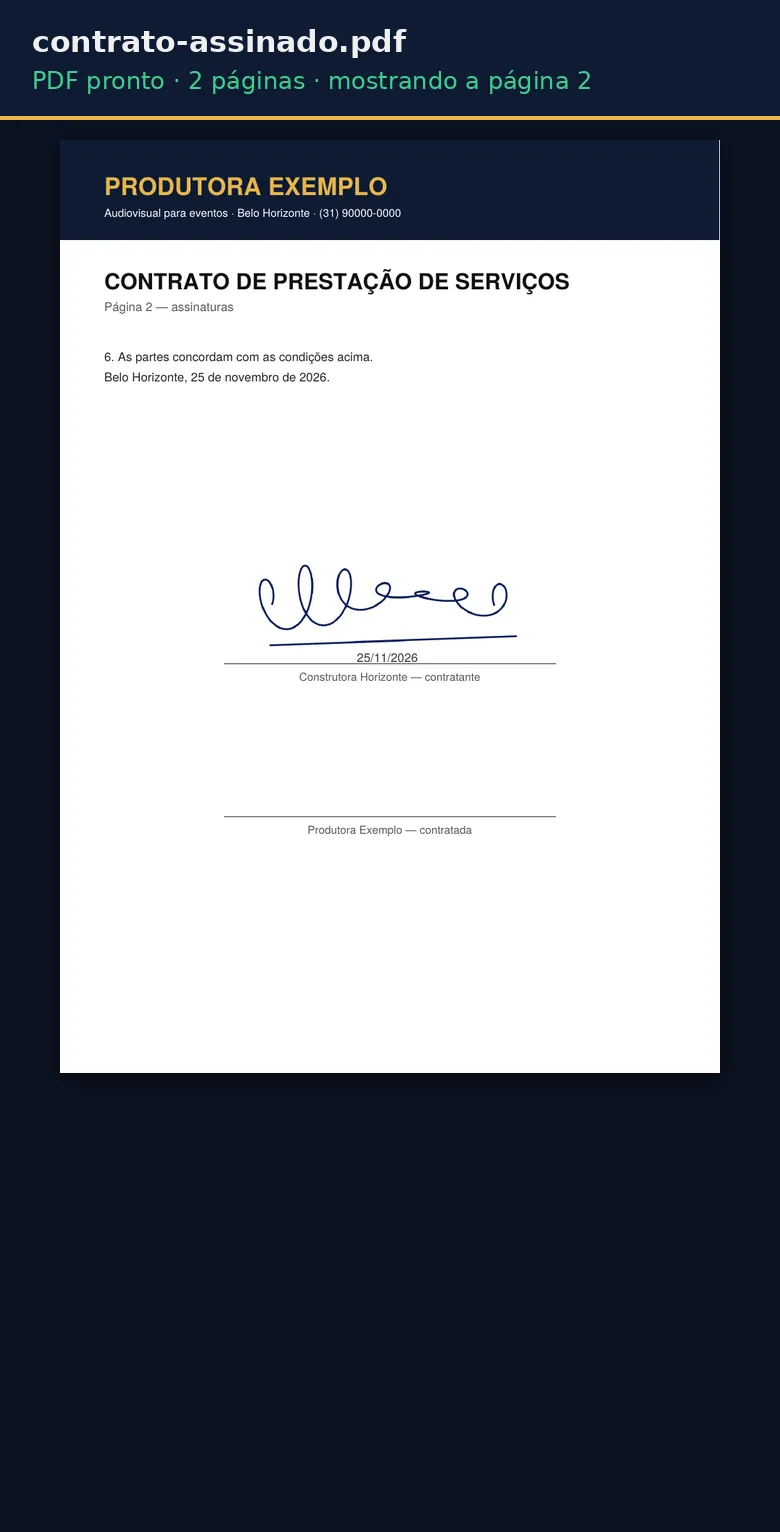 contrato-assinado.pdf
PDF pronto · 2 páginas · mostrando a página 2
PRODUTORA EXEMPLO
Audiovisual para eventos · Belo Horizonte · (31) 90000-0000
CONTRATO DE PRESTAÇÃO DE SERVIÇOS
Página 2 — assinaturas
6. As partes concordam com as condições acima.
Belo Horizonte, 25 de novembro de 2026.
25/11/2026
Construtora Horizonte — contratante
Produtora Exemplo — contratada